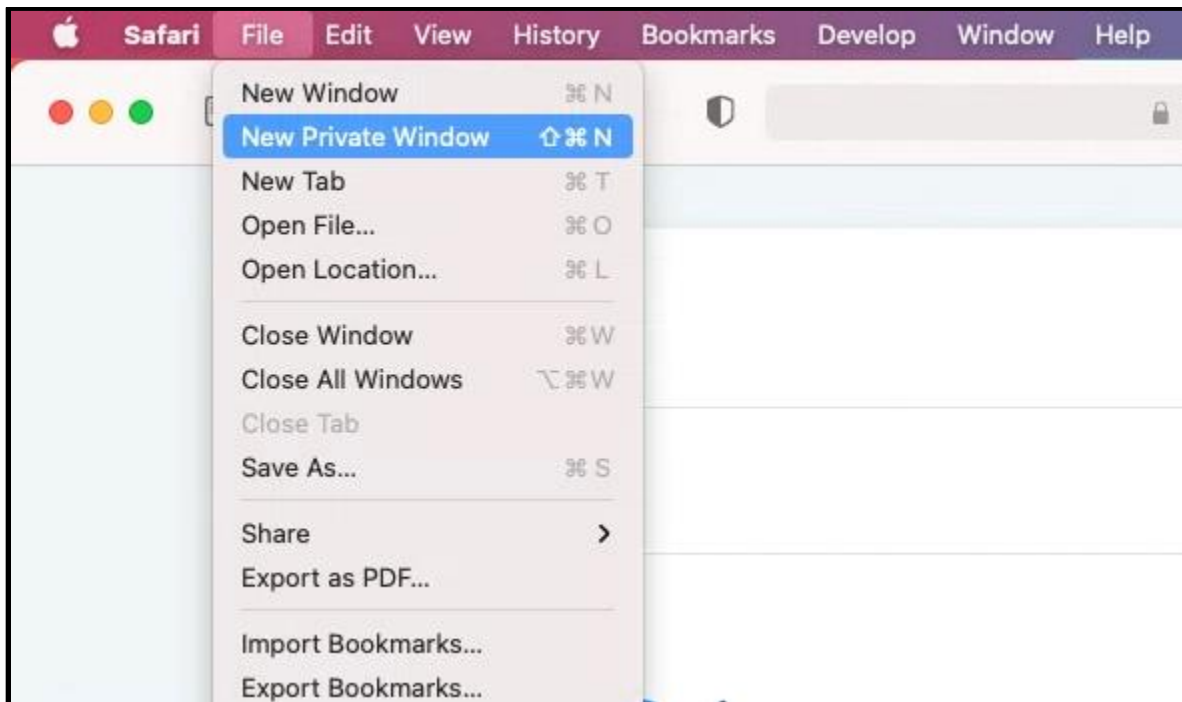 Safari File Edit View History Bookmarks Develop Window Help
New Window ⌘ N
New Private Window ⇧ ⌘ N
New Tab ⌘ T
Open File... ⌘ O
Open Location... ⌘ L
Close Window ⌘ W
Close All Windows ⌥ ⌘ W
Close Tab
Save As... ⌘ S
Share
Export as PDF...
Import Bookmarks...
Export Bookmarks...